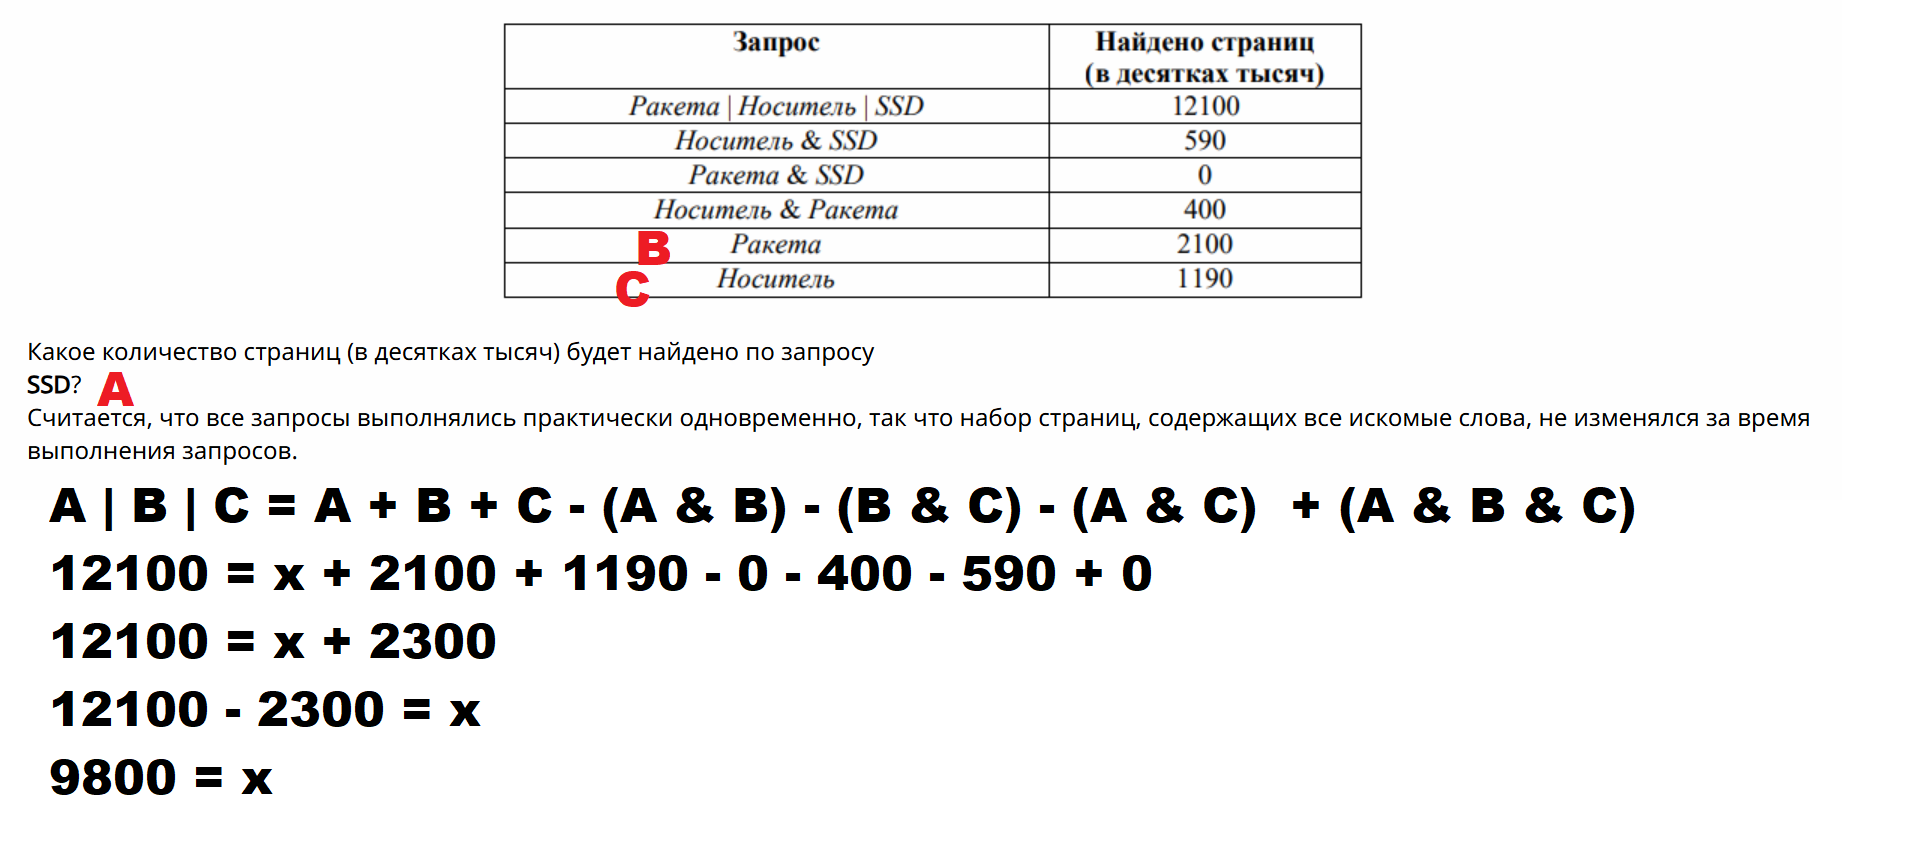 Запрос Найдено страниц
(в десятках тысяч)
Ракета | Носитель | SSD 12100
Носитель & SSD 590
Ракета & SSD 0
Носитель & Ракета 400
B Ракета 2100
C Носитель 1190
Какое количество страниц (в десятках тысяч) будет найдено по запросу
SSD? A
Считается, что все запросы выполнялись практически одновременно, так что набор страниц, содержащих все искомые слова, не изменялся за время
выполнения запросов.
A | B | C = A + B + C - (A & B) - (B & C) - (A & C) + (A & B & C)
12100 = x + 2100 + 1190 - 0 - 400 - 590 + 0
12100 = x + 2300
12100 - 2300 = x
9800 = x